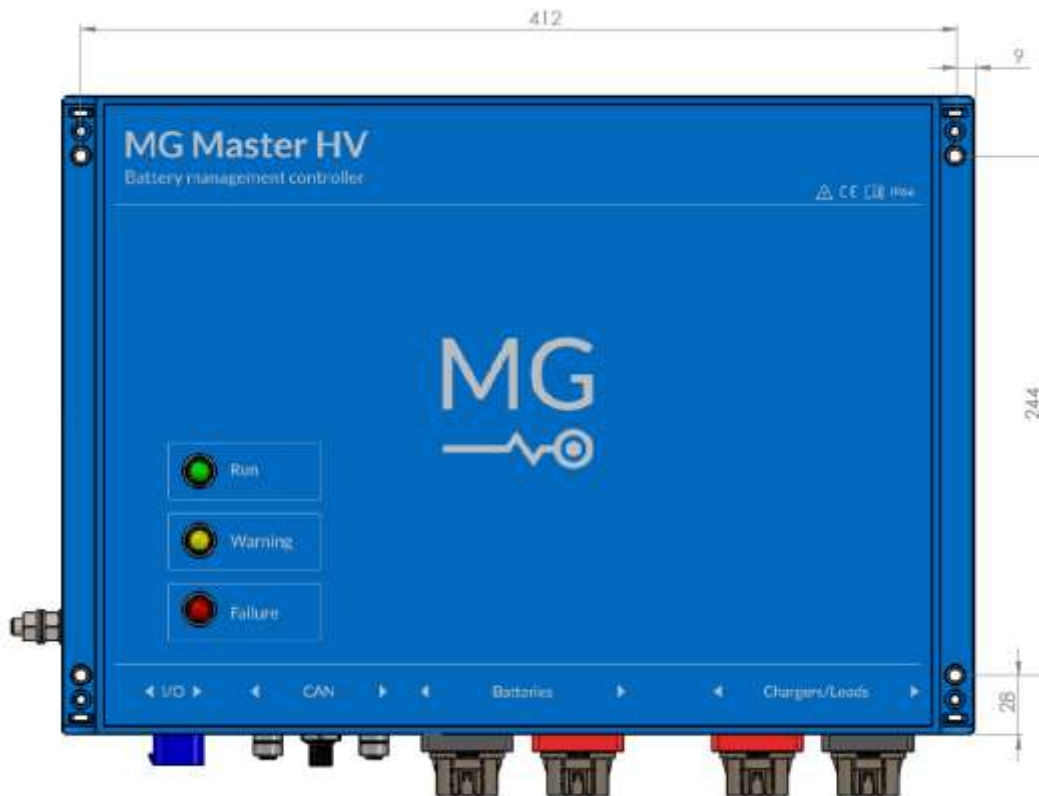 412
9
MG Master HV
Battery management controller
CE
MG
244
Run
Warning
Failure
I/O CAN Batteries Chargers/Loads
28